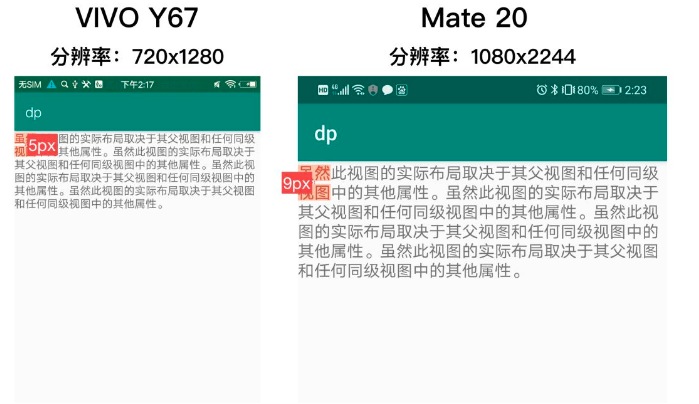 VIVO Y67
分辨率：720x1280
无SIM 下午2:17
dp
虽 图的实际布局取决于其父视图和任何同级
视 其他属性。虽然此视图的实际布局取决
于其父视图和任何同级视图中的其他属性。虽然此视
图的实际布局取决于其父视图和任何同级视图中的
其他属性。虽然此视图的实际布局取决于其父视图
和任何同级视图中的其他属性。
5px
Mate 20
分辨率：1080x2244
HD 4G 80% 2:23
dp
虽然此视图的实际布局取决于其父视图和任何同级
视图中的其他属性。虽然此视图的实际布局取决于
其父视图和任何同级视图中的其他属性。虽然此视
图的实际布局取决于其父视图和任何同级视图中的
其他属性。虽然此视图的实际布局取决于其父视图
和任何同级视图中的其他属性。
9px